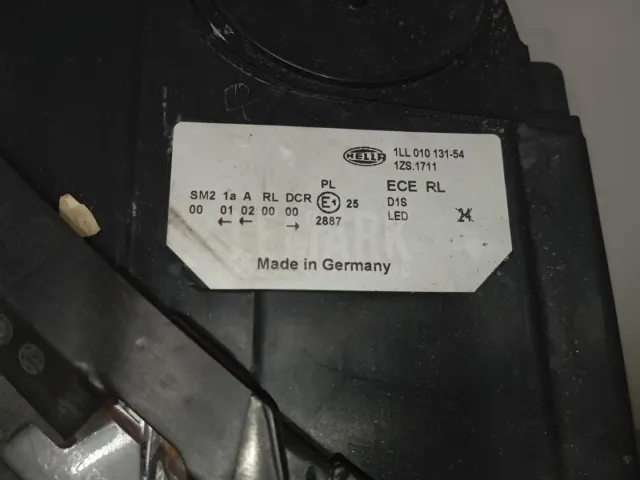 HELLA 1LL 010 131-54
1ZS.1711
PL ECE RL
SM2 1a A RL DCR E1 25 D1S
00 01 02 00 00 2887 LED 24
← ← →
Made in Germany